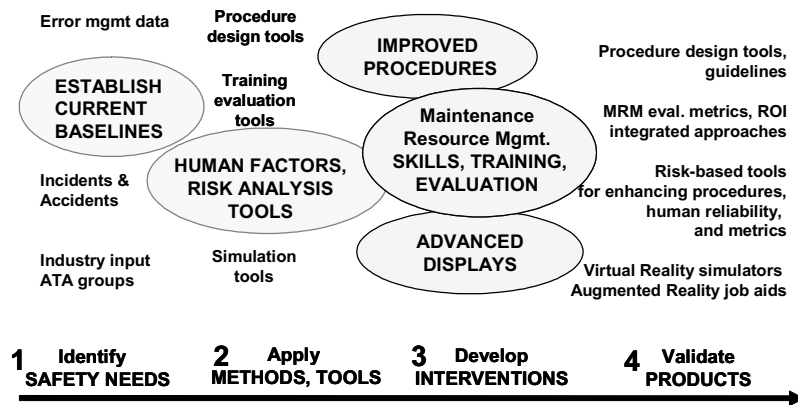 Error mgmt data
ESTABLISH
CURRENT
BASELINES
Incidents &
Accidents
Industry input
ATA groups
Procedure
design tools
Training
evaluation
tools
HUMAN FACTORS,
RISK ANALYSIS
TOOLS
Simulation
tools
IMPROVED
PROCEDURES
Maintenance
Resource Mgmt.
SKILLS, TRAINING,
EVALUATION
ADVANCED
DISPLAYS
Procedure design tools,
guidelines
MRM eval. metrics, ROI
integrated approaches
Risk-based tools
for enhancing procedures,
human reliability,
and metrics
Virtual Reality simulators
Augmented Reality job aids
1 Identify
SAFETY NEEDS
2 Apply
METHODS, TOOLS
3 Develop
INTERVENTIONS
4 Validate
PRODUCTS